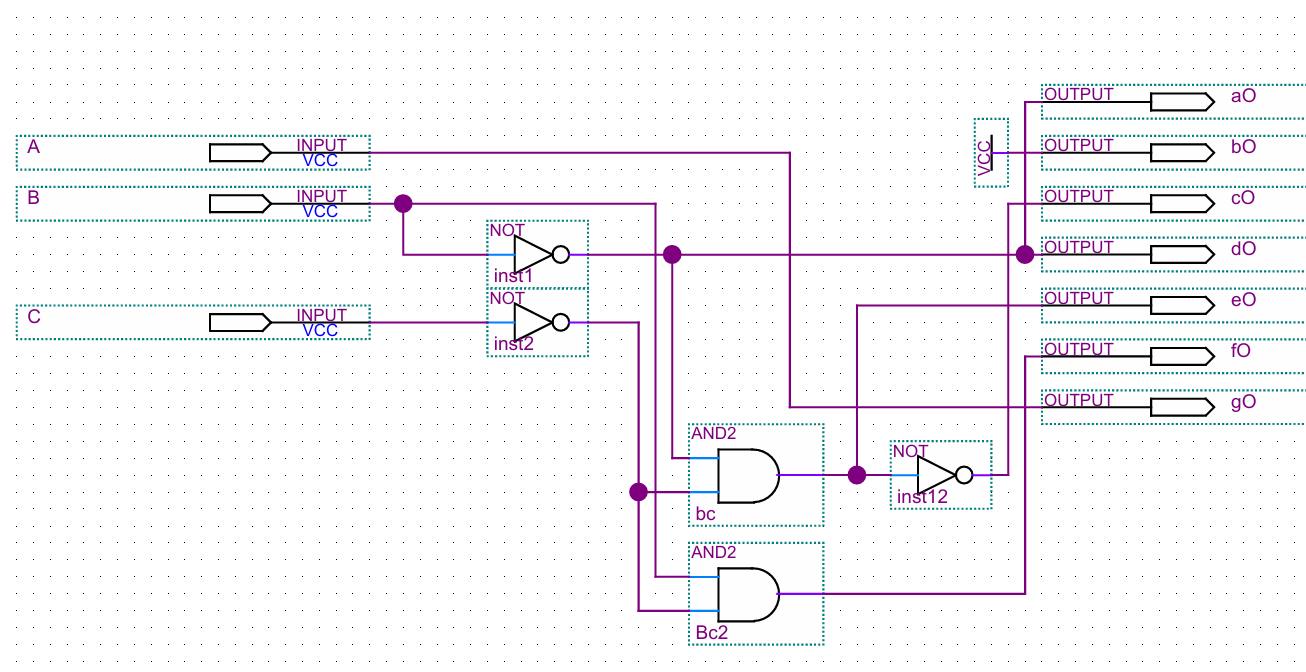 OUTPUT aO
A INPUT VCC
VCC OUTPUT bO
B INPUT VCC
OUTPUT cO
NOT
inst1
OUTPUT dO
NOT
inst2
C INPUT VCC
OUTPUT eO
OUTPUT fO
OUTPUT gO
AND2
bc
NOT
inst12
AND2
Bc2